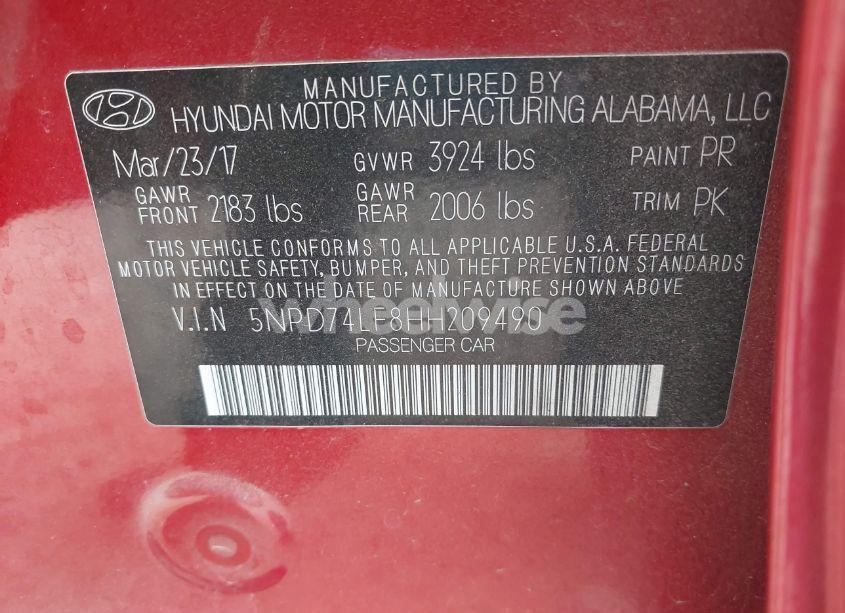 MANUFACTURED BY
HYUNDAI MOTOR MANUFACTURING ALABAMA, LLC
Mar/23/17 GVWR 3924 lbs PAINT PR
GAWR FRONT 2183 lbs GAWR REAR 2006 lbs TRIM PK
THIS VEHICLE CONFORMS TO ALL APPLICABLE U.S.A. FEDERAL
MOTOR VEHICLE SAFETY, BUMPER, AND THEFT PREVENTION STANDARDS
IN EFFECT ON THE DATE OF MANUFACTURE SHOWN ABOVE
V.I.N 5NPD74LF8HH209490
wheelwise
PASSENGER CAR